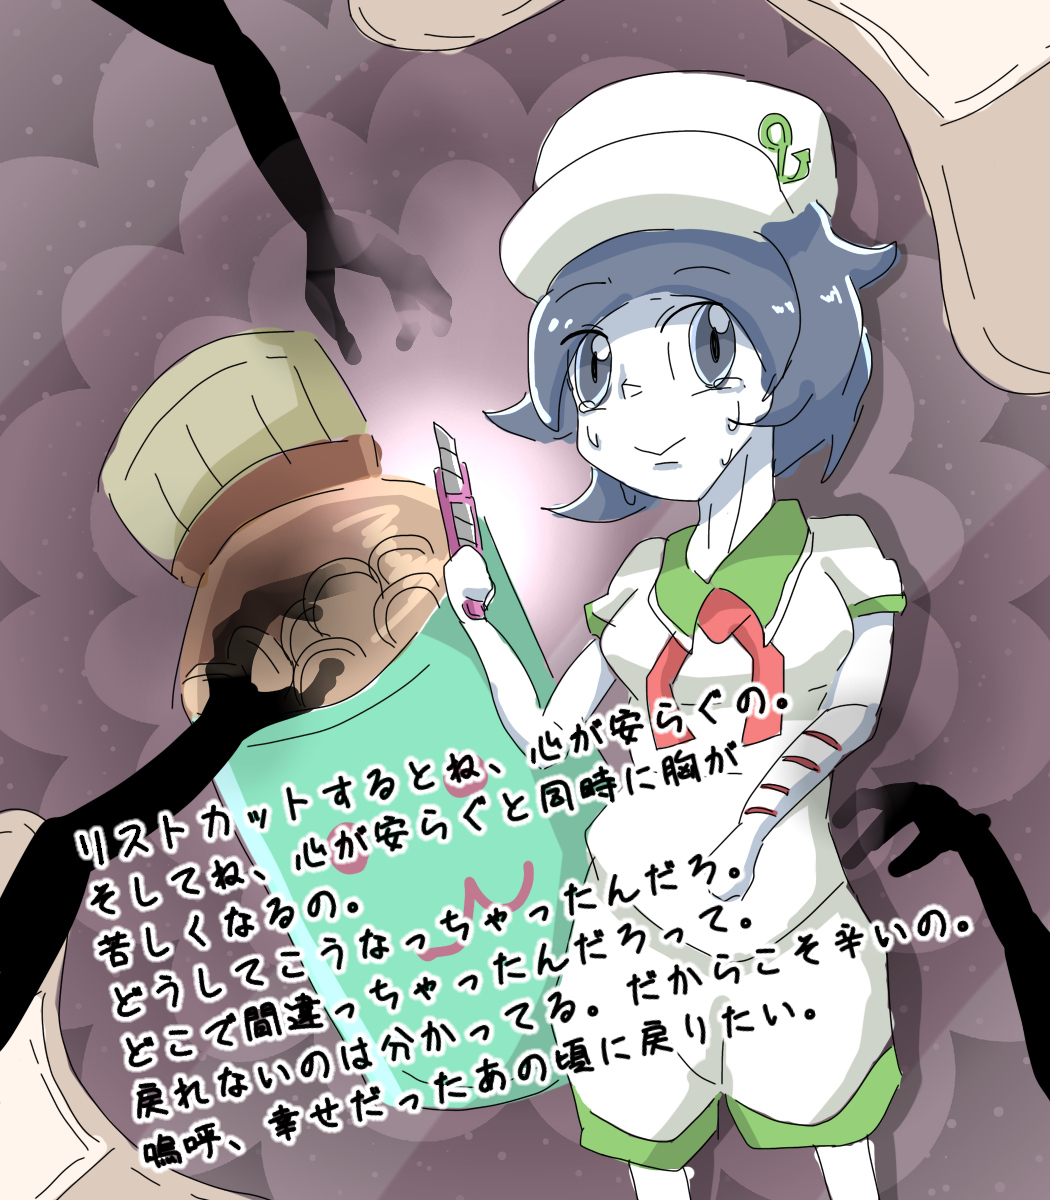 リストカットするとね、心が安らぐの。
そしてね、心が安らぐと同時に胸が
苦しくなるの。
どうしてこうなっちゃったんだろ。
どこで間違っちゃったんだろって。
戻れないのは分かってる。だからこそ辛いの。
嗚呼、幸せだったあの頃に戻りたい。